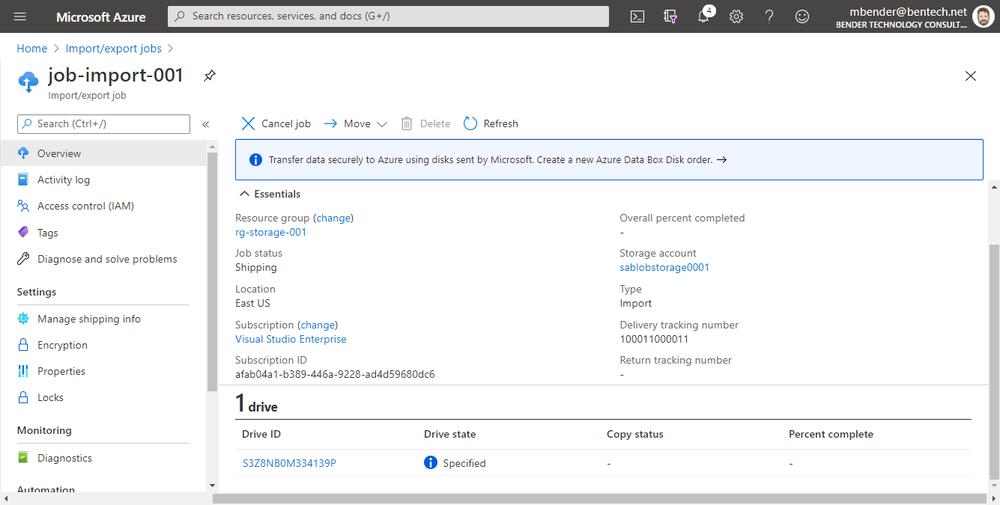 Microsoft Azure
Search resources, services, and docs (G+/)
4
mbender@bentech.net
BENDER TECHNOLOGY CONSULT...
Home > Import/export jobs >
job-import-001
Import/export job
Search (Ctrl+/)
Overview
Activity log
Access control (IAM)
Tags
Diagnose and solve problems
Settings
Manage shipping info
Encryption
Properties
Locks
Monitoring
Diagnostics
Automation
Cancel job
Move
Delete
Refresh
Transfer data securely to Azure using disks sent by Microsoft. Create a new Azure Data Box Disk order. →
Essentials
Resource group (change)
rg-storage-001
Job status
Shipping
Location
East US
Subscription (change)
Visual Studio Enterprise
Subscription ID
afab04a1-b389-446a-9228-ad4d59680dc6
Overall percent completed
-
Storage account
sablobstorage0001
Type
Import
Delivery tracking number
100011000011
Return tracking number
-
1 drive
Drive ID Drive state Copy status Percent complete
S3Z8NB0M334139P Specified - -